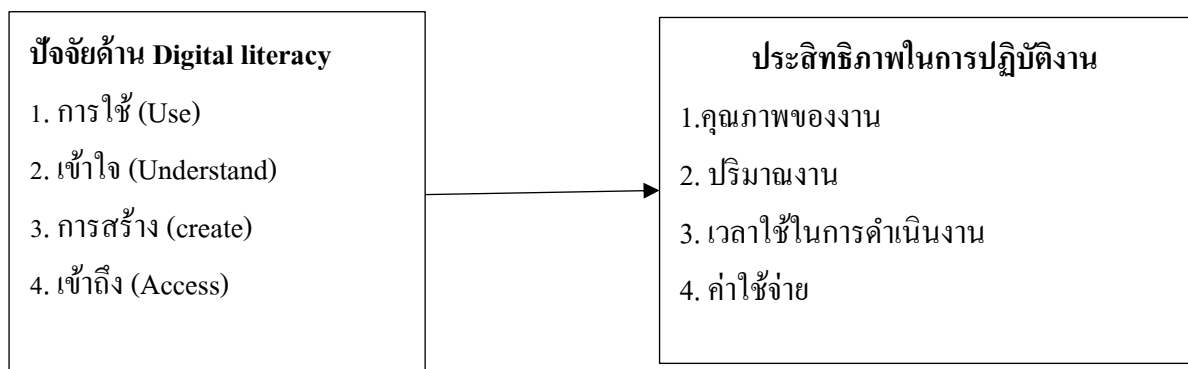 ปัจจัยด้าน Digital literacy
1. การใช้ (Use)
2. เข้าใจ (Understand)
3. การสร้าง (create)
4. เข้าถึง (Access)
ประสิทธิภาพในการปฏิบัติงาน
1.คุณภาพของงาน
2. ปริมาณงาน
3. เวลาใช้ในการดำเนินงาน
4. ค่าใช้จ่าย